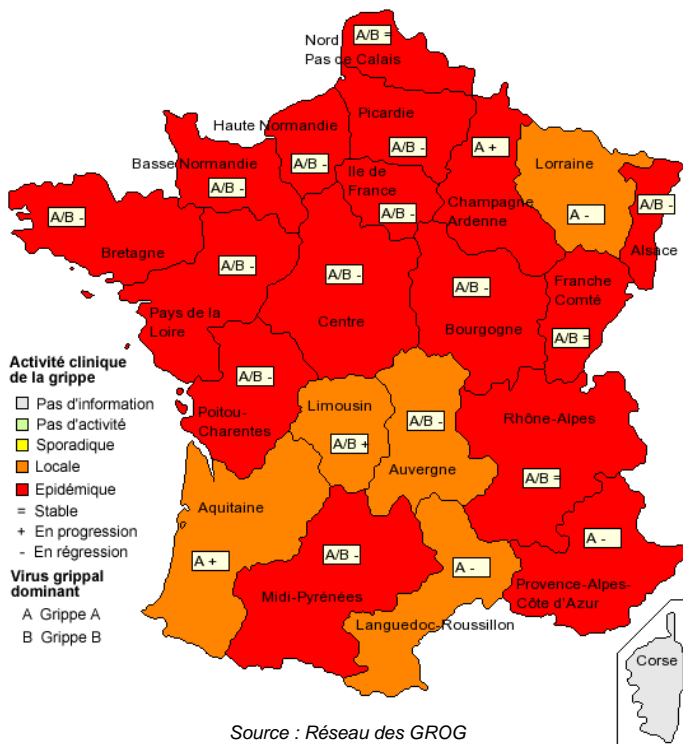 Nord
Pas de Calais
A/B =
Picardie
A/B -
Haute Normandie
A/B -
Basse Normandie
A/B -
Ile de
France
A/B -
A +
Champagne
Ardenne
Lorraine
A -
A/B -
Alsace
A/B -
Bretagne
A/B -
Pays de la
Loire
A/B -
Centre
A/B -
Bourgogne
Franche
Comté
A/B =
A/B -
Poitou-
Charentes
Limousin
A/B +
A/B -
Auvergne
Rhône-Alpes
A/B =
Aquitaine
A +
A/B -
Midi-Pyrénées
A -
Languedoc-Roussillon
A -
Provence-Alpes-
Côte d'Azur
Corse
Activité clinique
de la grippe
Pas d'information
Pas d'activité
Sporadique
Locale
Epidémique
= Stable
+ En progression
- En régression
Virus grippal
dominant
A Grippe A
B Grippe B
Source : Réseau des GROG